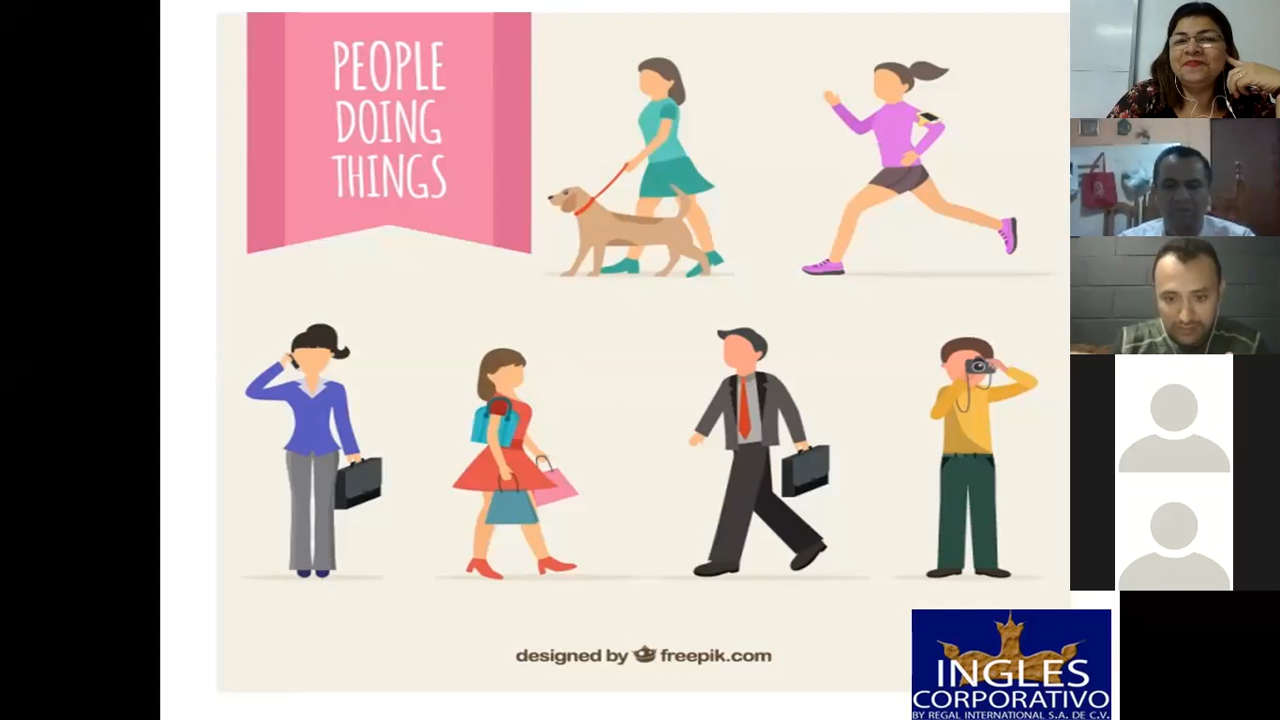 PEOPLE
DOING
THINGS
designed by freepik.com
INGLES
CORPORATIVO
BY REGAL INTERNATIONAL S.A. DE C.V.